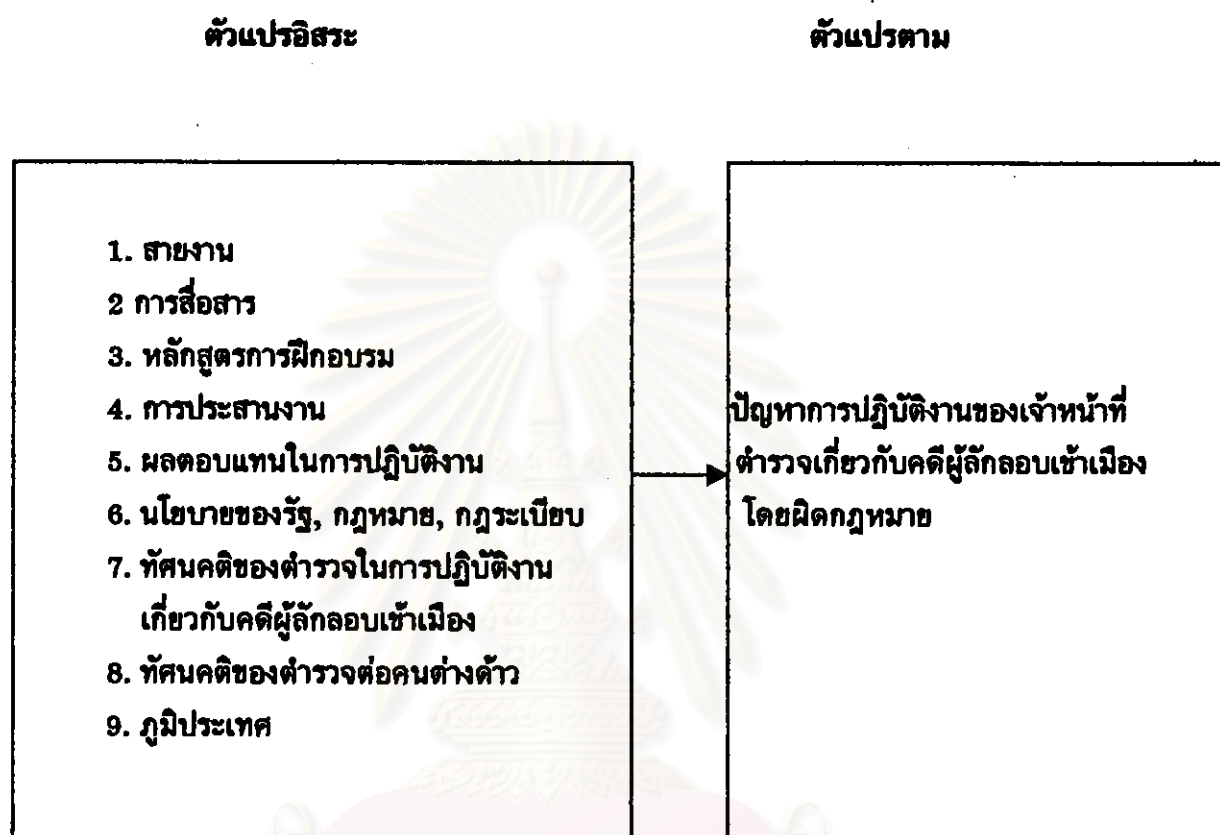 ตัวแปรอิสระ
ตัวแปรตาม
1. สายงาน
2 การสื่อสาร
3. หลักสูตรการฝึกอบรม
4. การประสานงาน
5. ผลตอบแทนในการปฏิบัติงาน
6. นโยบายของรัฐ, กฎหมาย, กฎระเบียบ
7. ทัศนคติของตำรวจในการปฏิบัติงาน
เกี่ยวกับคดีผู้ลักลอบเข้าเมือง
8. ทัศนคติของตำรวจต่อคนต่างด้าว
9. ภูมิประเทศ
ปัญหาการปฏิบัติงานของเจ้าหน้าที่
ตำรวจเกี่ยวกับคดีผู้ลักลอบเข้าเมือง
โดยผิดกฎหมาย